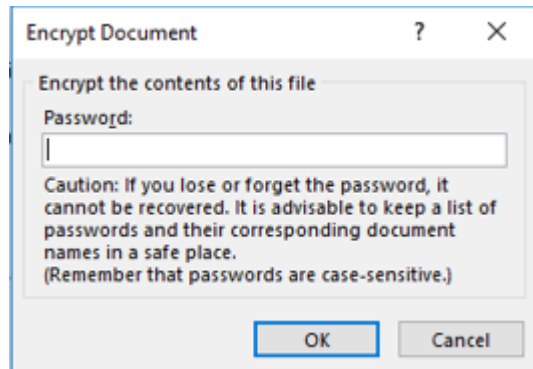 Encrypt Document ? ×
Encrypt the contents of this file
Password:
Caution: If you lose or forget the password, it
cannot be recovered. It is advisable to keep a list of
passwords and their corresponding document
names in a safe place.
(Remember that passwords are case-sensitive.)
OK Cancel